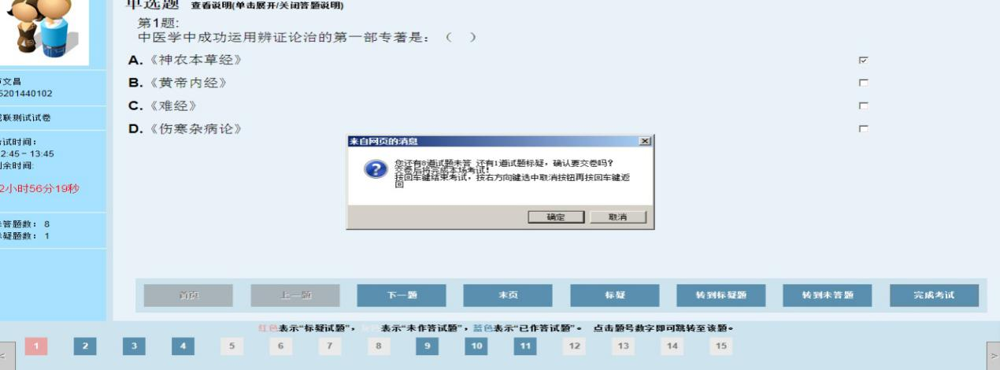 单选题 查看说明(单击展开/关闭答题说明)
第1题:
中医学中成功运用辨证论治的第一部专著是：（ ）
A.《神农本草经》
B.《黄帝内经》
C.《难经》
D.《伤寒杂病论》
文昌
5201440102
联测试试卷
试时间：
2:45 - 13:45
余时间:
2小时56分19秒
答题数： 8
疑题数： 1
来自网页的消息
您还有8道试题未答 还有1道试题标疑，确认要交卷吗?
交卷后将完成本场考试!
按回车键结束考试，按右方向键选中取消按钮再按回车键返
回
确定 取消
首页 上一题 下一题 末页 标疑 转到标疑题 转到未答题 完成考试
红色表示“标疑试题”， 表示“未作答试题”，蓝色表示“已作答试题”。 点击题号数字即可跳转至该题。
< 1 2 3 4 5 6 7 8 9 10 11 12 13 14 15 >